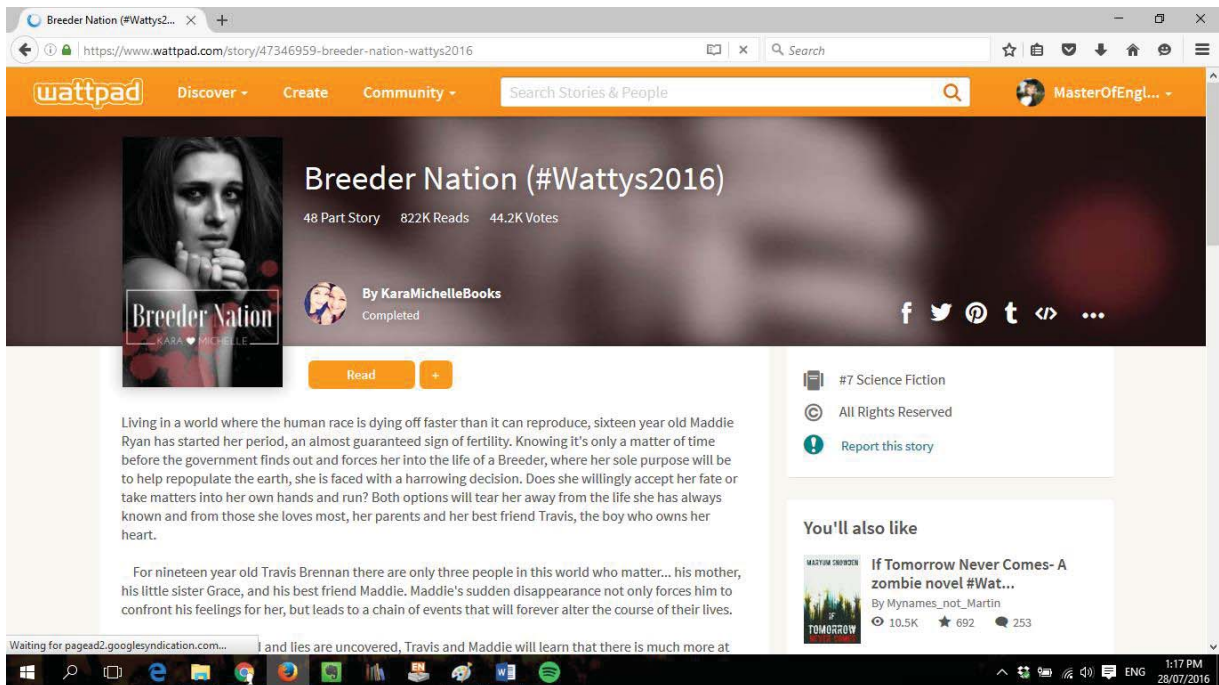 Breeder Nation (#Wattys2...
https://www.wattpad.com/story/47346959-breeder-nation-wattys2016
Search
wattpad
Discover
Create
Community
Search Stories & People
MasterOfEngl...
Breeder Nation (#Wattys2016)
48 Part Story 822K Reads 44.2K Votes
By KaraMichelleBooks
Completed
Breeder Nation
KARA MICHELLE
Read +
Living in a world where the human race is dying off faster than it can reproduce, sixteen year old Maddie
Ryan has started her period, an almost guaranteed sign of fertility. Knowing it's only a matter of time
before the government finds out and forces her into the life of a Breeder, where her sole purpose will be
to help repopulate the earth, she is faced with a harrowing decision. Does she willingly accept her fate or
take matters into her own hands and run? Both options will tear her away from the life she has always
known and from those she loves most, her parents and her best friend Travis, the boy who owns her
heart.
For nineteen year old Travis Brennan there are only three people in this world who matter... his mother,
his little sister Grace, and his best friend Maddie. Maddie's sudden disappearance not only forces him to
confront his feelings for her, but leads to a chain of events that will forever alter the course of their lives.
and lies are uncovered, Travis and Maddie will learn that there is much more at
#7 Science Fiction
All Rights Reserved
Report this story
You'll also like
MARYUM SNOWDEN
IF
TOMORROW
NEVER COMES
If Tomorrow Never Comes- A
zombie novel #Wat...
By Mynames_not_Martin
10.5K 692 253
Waiting for pagead2.googlesyndication.com...
ENG
1:17 PM
28/07/2016